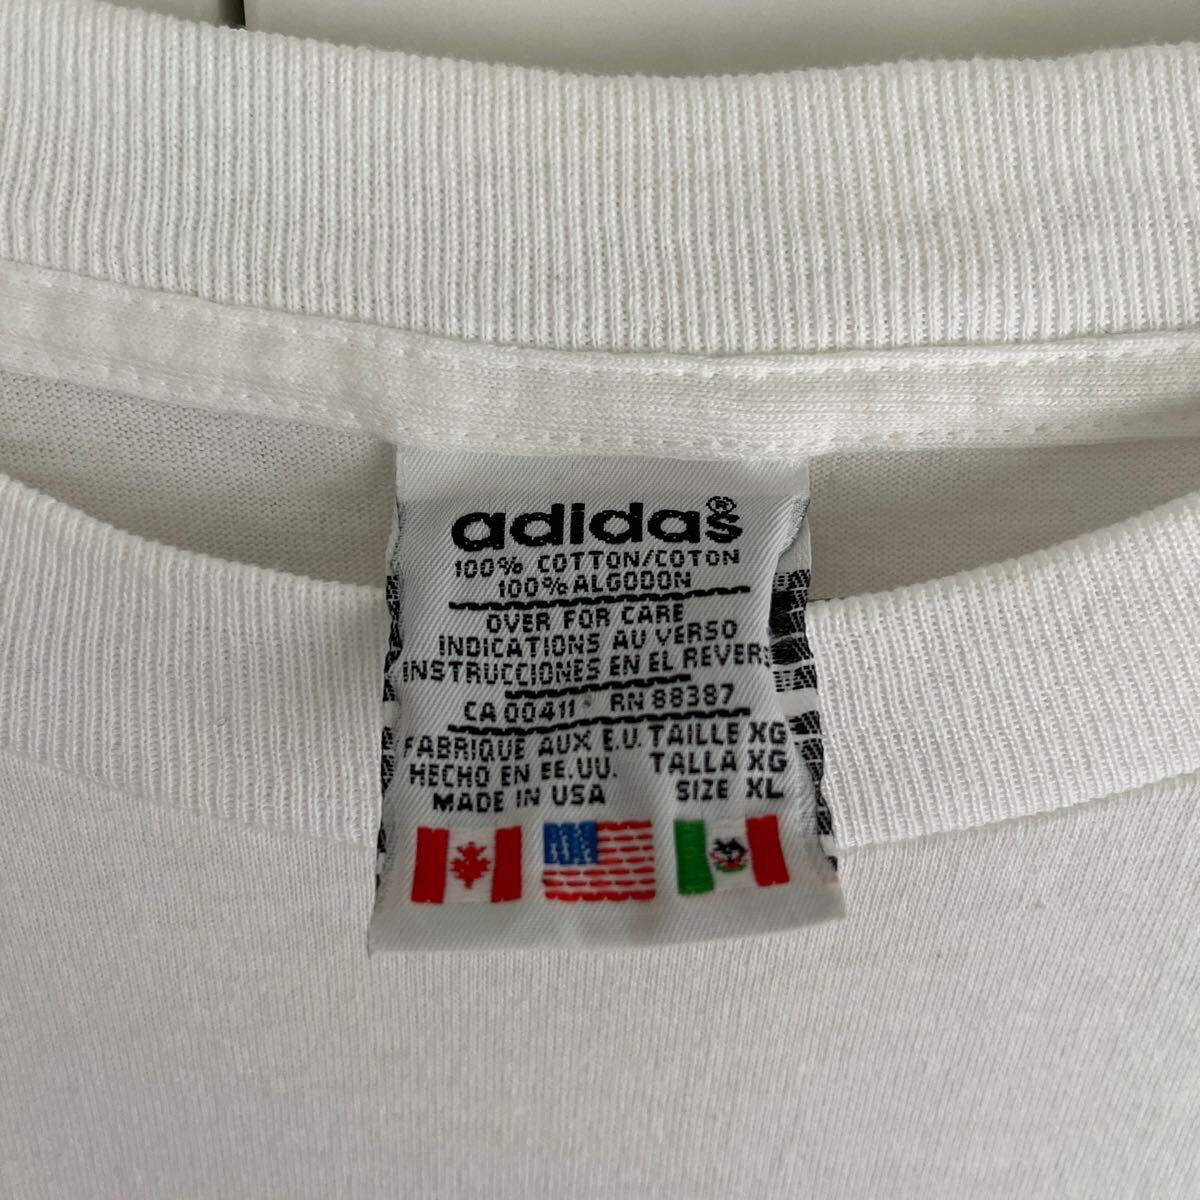 adidas®
100% COTTON/COTON
100% ALGODON
OVER FOR CARE
INDICATIONS AU VERSO
INSTRUCCIONES EN EL REVERS
CA 00411 RN 88387
FABRIQUE AUX E.U. TAILLE XG
HECHO EN EE.UU. TALLA XG
MADE IN USA SIZE XL